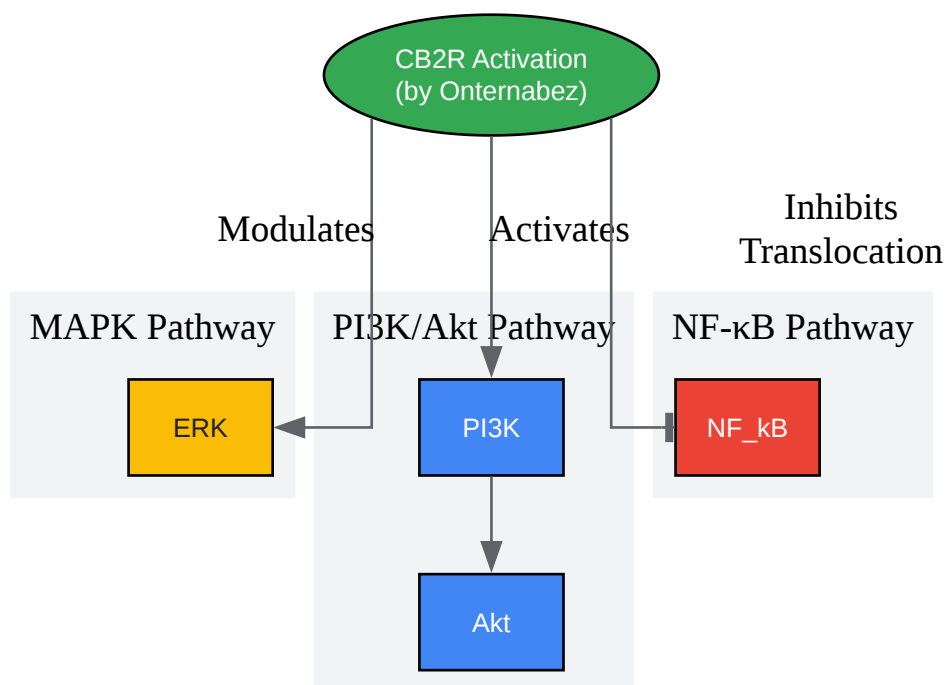 CB2R Activation
(by Onternabez)
Modulates
Activates
Inhibits
Translocation
MAPK Pathway
PI3K/Akt Pathway
NF-κB Pathway
ERK
PI3K
NF_kB
Akt